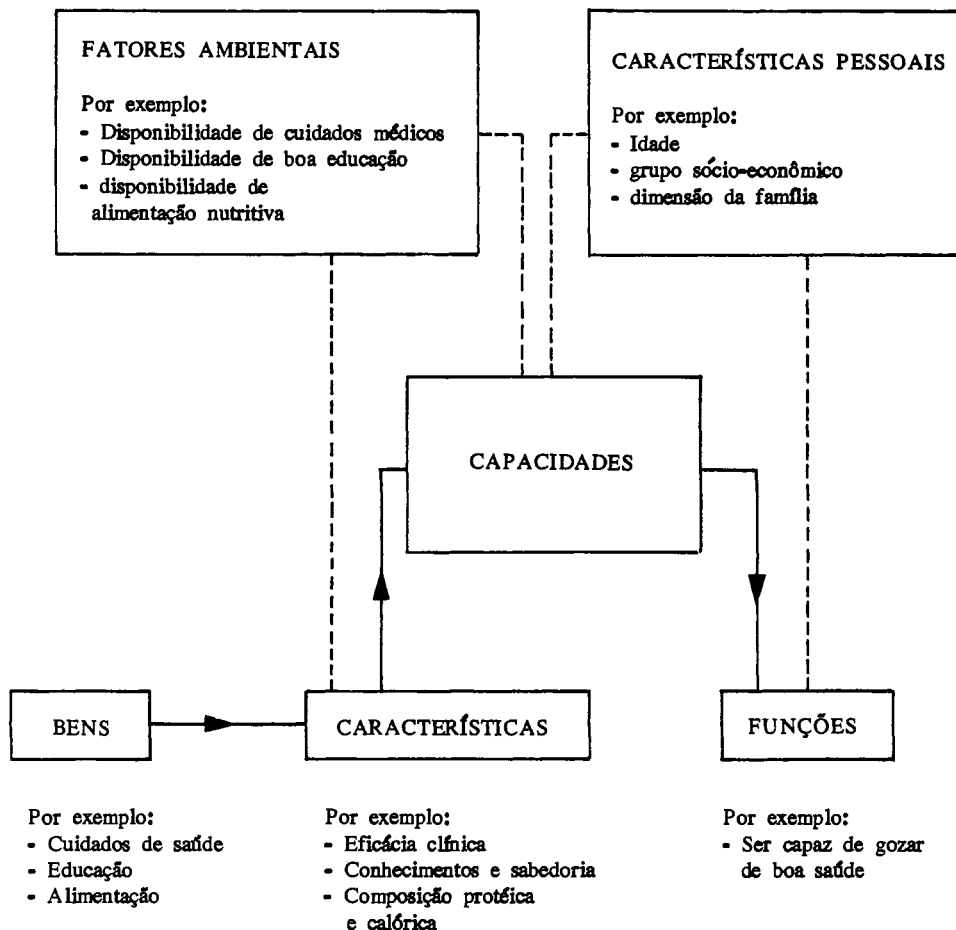 FATORES AMBIENTAIS
Por exemplo:
- Disponibilidade de cuidados médicos
- Disponibilidade de boa educação
- disponibilidade de
alimentação nutritiva
CARACTERÍSTICAS PESSOAIS
Por exemplo:
- Idade
- grupo sócio-econômico
- dimensão da família
CAPACIDADES
BENS
CARACTERÍSTICAS
FUNÇÕES
Por exemplo:
- Cuidados de saúde
- Educação
- Alimentação
Por exemplo:
- Eficácia clínica
- Conhecimentos e sabedoria
- Composição protéica
e calórica
Por exemplo:
- Ser capaz de gozar
de boa saúde